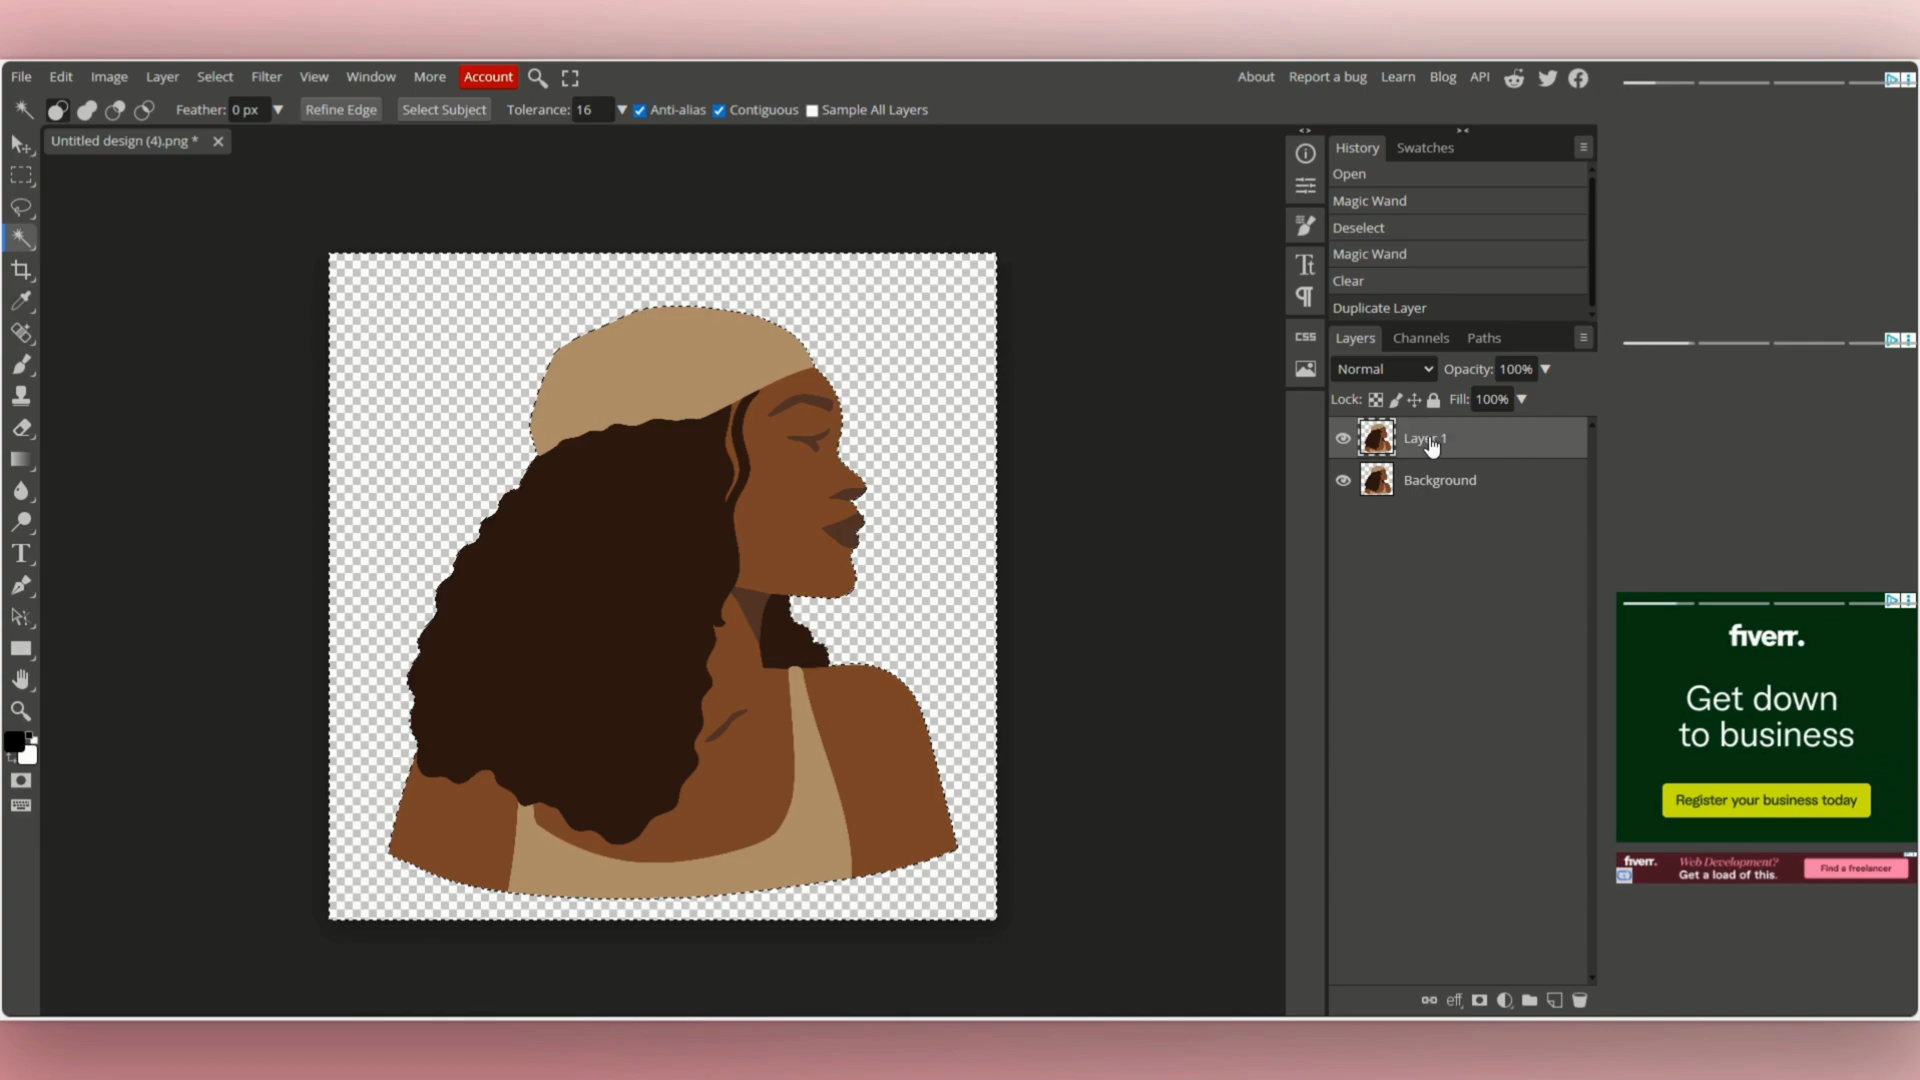 File Edit Image Layer Select Filter View Window More Account
About Report a bug Learn Blog API
Feather: 0 px Refine Edge Select Subject Tolerance: 16 Anti-alias Contiguous Sample All Layers
Untitled design (4).png *
History Swatches
Open
Magic Wand
Deselect
Magic Wand
Clear
Duplicate Layer
CSS
Layers Channels Paths
Normal Opacity: 100%
Lock: Fill: 100%
Layer 1
Background
eff
fiverr.
Get down
to business
Register your business today
fiverr.
Web Development?
Get a load of this.
Find a freelancer